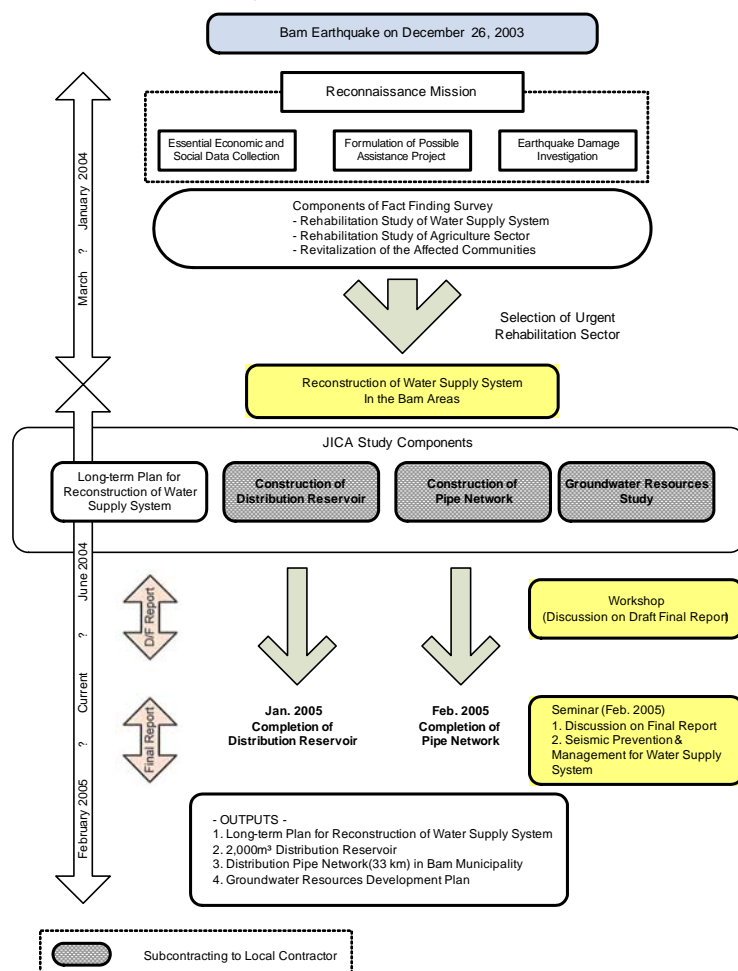 Bam Earthquake on December 26, 2003
Reconnaissance Mission
Essential Economic and
Social Data Collection
Formulation of Possible
Assistance Project
Earthquake Damage
Investigation
Components of Fact Finding Survey
- Rehabilitation Study of Water Supply System
- Rehabilitation Study of Agriculture Sector
- Revitalization of the Affected Communities
March ? January 2004
Selection of Urgent
Rehabilitation Sector
Reconstruction of Water Supply System
In the Bam Areas
JICA Study Components
Long-term Plan for
Reconstruction of Water
Supply System
Construction of
Distribution Reservoir
Construction of
Pipe Network
Groundwater Resources
Study
February 2005 ? Current ? June 2004
D/F Report
Final Report
Workshop
(Discussion on Draft Final Report)
Jan. 2005
Completion of
Distribution Reservoir
Feb. 2005
Completion of
Pipe Network
Seminar (Feb. 2005)
1. Discussion on Final Report
2. Seismic Prevention &
Management for Water Supply
System
- OUTPUTS -
1. Long-term Plan for Reconstruction of Water Supply System
2. 2,000m³ Distribution Reservoir
3. Distribution Pipe Network(33 km) in Bam Municipality
4. Groundwater Resources Development Plan
Subcontracting to Local Contractor